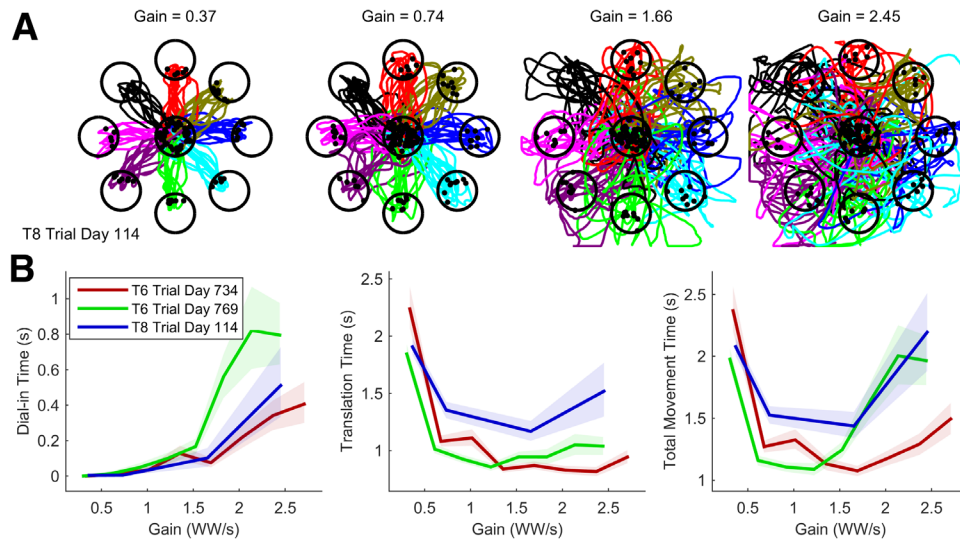 A
Gain = 0.37
Gain = 0.74
Gain = 1.66
Gain = 2.45
T8 Trial Day 114
B
T6 Trial Day 734
T6 Trial Day 769
T8 Trial Day 114
Dial-in Time (s)
1
0.8
0.6
0.4
0.2
0
0.5 1 1.5 2 2.5
Gain (WW/s)
Translation Time (s)
2.5
2
1.5
1
0.5 1 1.5 2 2.5
Gain (WW/s)
Total Movement Time (s)
2.5
2
1.5
1
0.5 1 1.5 2 2.5
Gain (WW/s)